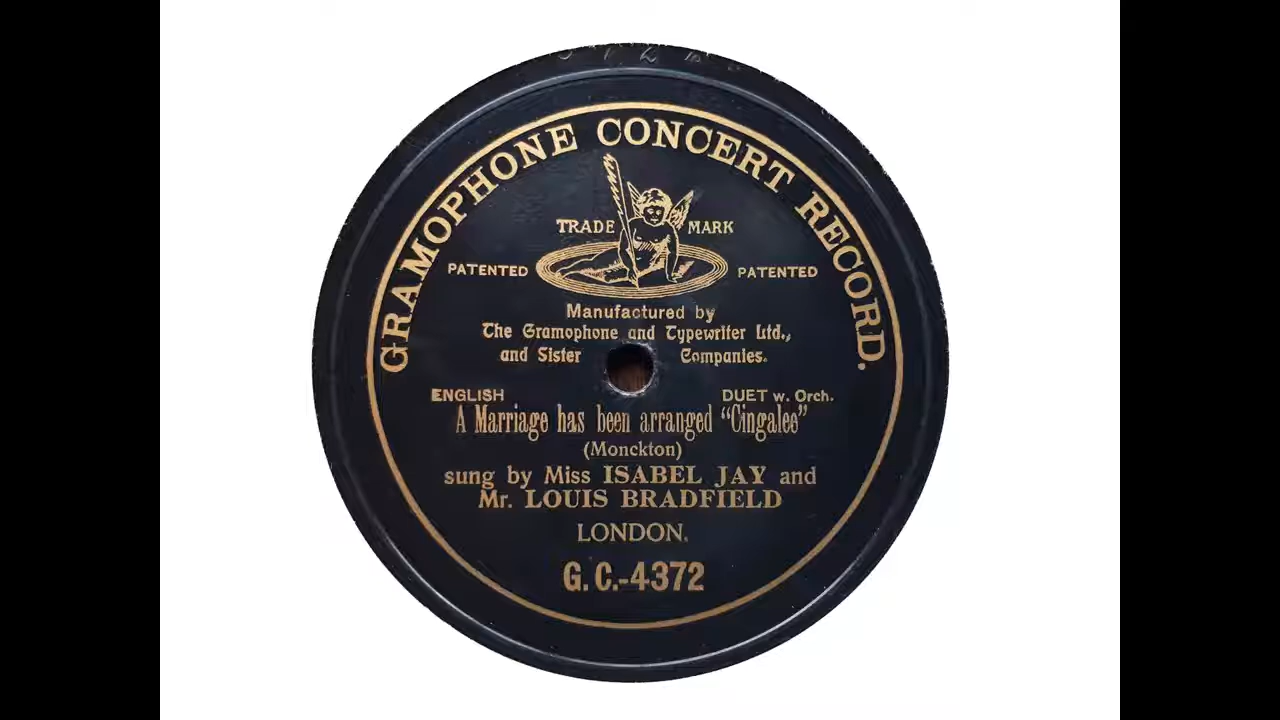 GRAMOPHONE CONCERT RECORD.
TRADE MARK
PATENTED PATENTED
Manufactured by
The Gramophone and Typewriter Ltd.,
and Sister Companies.
ENGLISH DUET w. Orch.
A Marriage has been arranged "Cingalee"
(Monckton)
sung by Miss ISABEL JAY and
Mr. LOUIS BRADFIELD
LONDON.
G.C.-4372